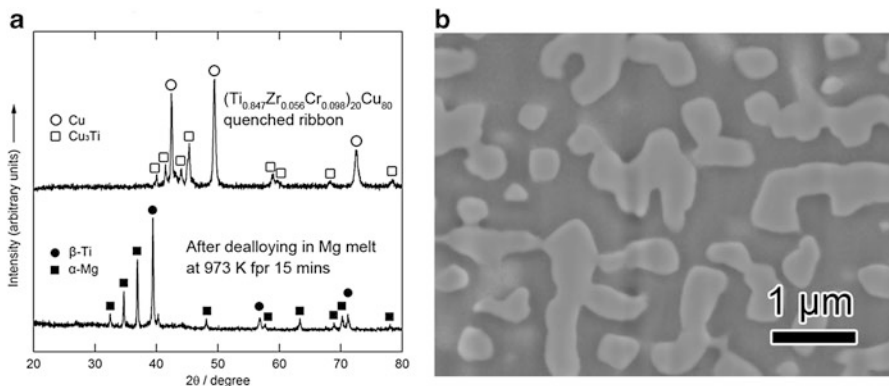 a
b
Intensity (arbitrary units)
○ Cu
□ Cu₃Ti
(Ti₀.₈₄₇Zr₀.₀₅₆Cr₀.₀₉₈)₂₀Cu₈₀
quenched ribbon
● β-Ti
■ α-Mg
After dealloying in Mg melt
at 973 K fpr 15 mins
20 30 40 50 60 70 80
2θ / degree
1 μm